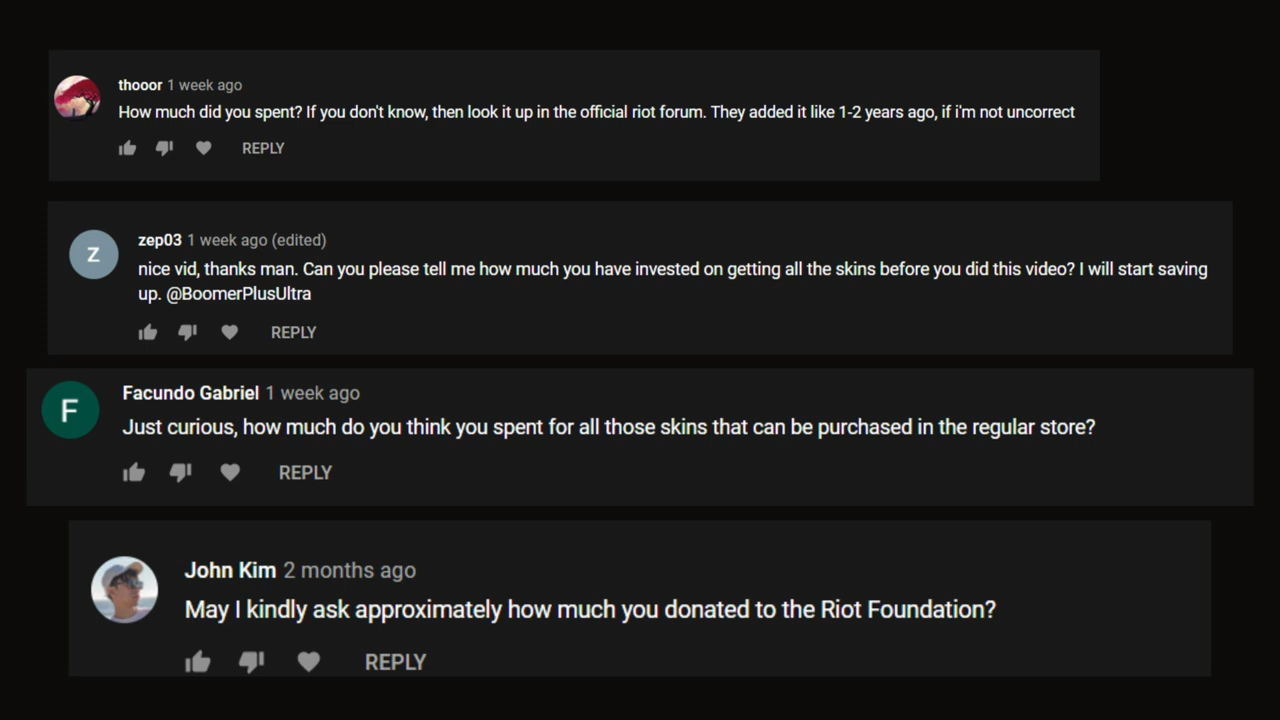 thooor 1 week ago
How much did you spent? If you don't know, then look it up in the official riot forum. They added it like 1-2 years ago, if i'm not uncorrect
REPLY
Z
zep03 1 week ago (edited)
nice vid, thanks man. Can you please tell me how much you have invested on getting all the skins before you did this video? I will start saving
up. @BoomerPlusUltra
REPLY
F
Facundo Gabriel 1 week ago
Just curious, how much do you think you spent for all those skins that can be purchased in the regular store?
REPLY
John Kim 2 months ago
May I kindly ask approximately how much you donated to the Riot Foundation?
REPLY